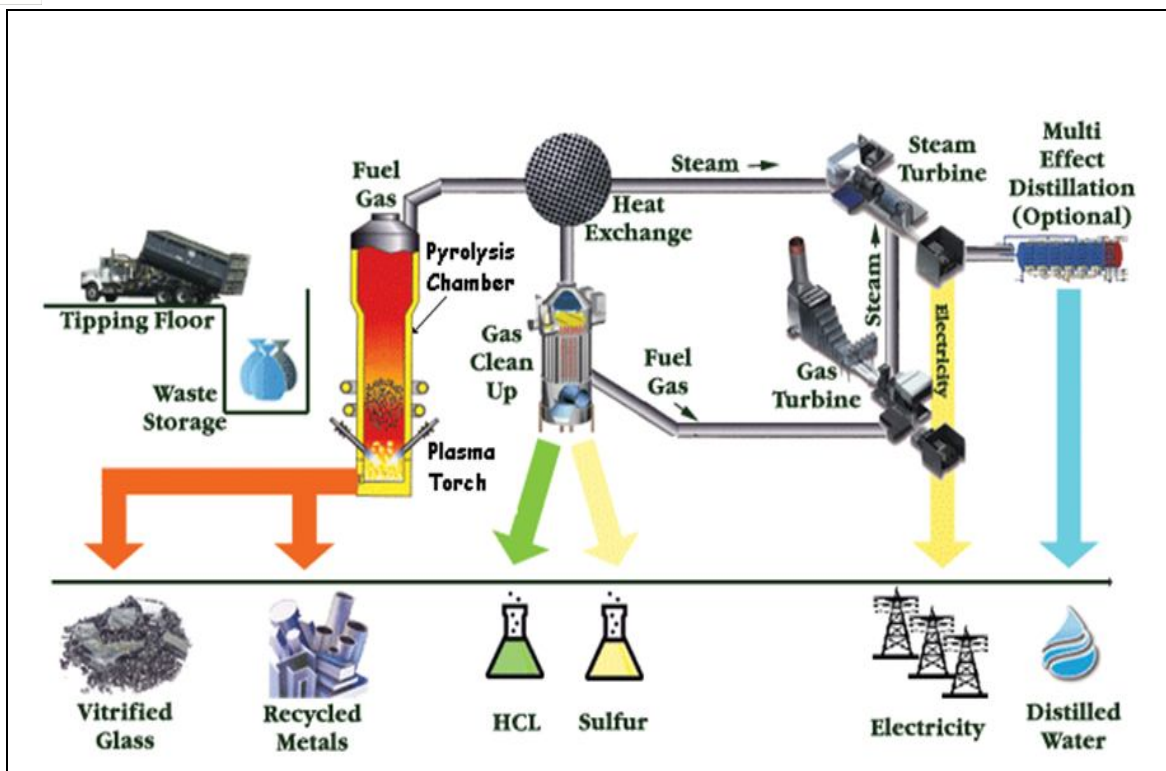 Fuel
Gas
Pyrolysis
Chamber
Tipping Floor
Waste
Storage
Plasma
Torch
Heat
Exchange
Gas
Clean
Up
Steam
Steam
Turbine
Multi
Effect
Distillation
(Optional)
Fuel
Gas
Steam
Gas
Turbine
Electricity
Vitrified
Glass
Recycled
Metals
HCL
Sulfur
Electricity
Distilled
Water